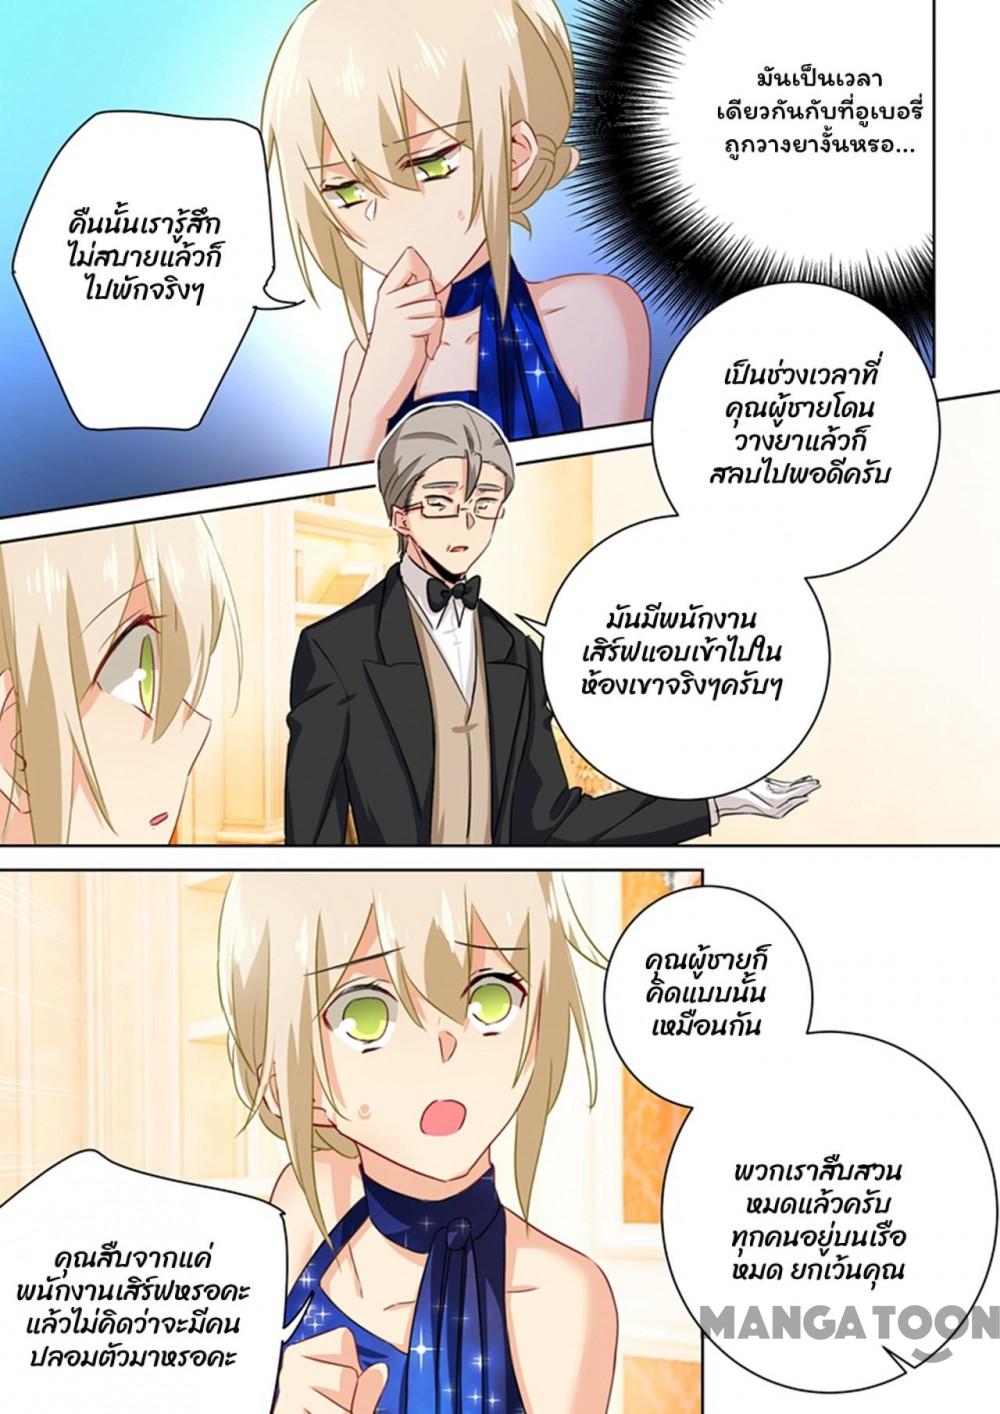 มันเป็นเวลา
เดียวกันกับที่อูเบอรี่
ถูกวางยางั้นหรอ...
คืนนั้นเรารู้สึก
ไม่สบายแล้วก็
ไปพักจริงๆ
เป็นช่วงเวลาที่
คุณผู้ชายโดน
วางยาแล้วก็
สลบไปพอดีครับ
มันมีพนักงาน
เสิร์ฟแอบเข้าไปใน
ห้องเขาจริงๆครับๆ
คุณผู้ชายก็
คิดแบบนั้น
เหมือนกัน
พวกเราสืบสวน
หมดแล้วครับ
ทุกคนอยู่บนเรือ
หมด ยกเว้นคุณ
คุณสืบจากแค่
พนักงานเสิร์ฟหรอคะ
แล้วไม่คิดว่าจะมีคน
ปลอมตัวมาหรอคะ
MANGATOON